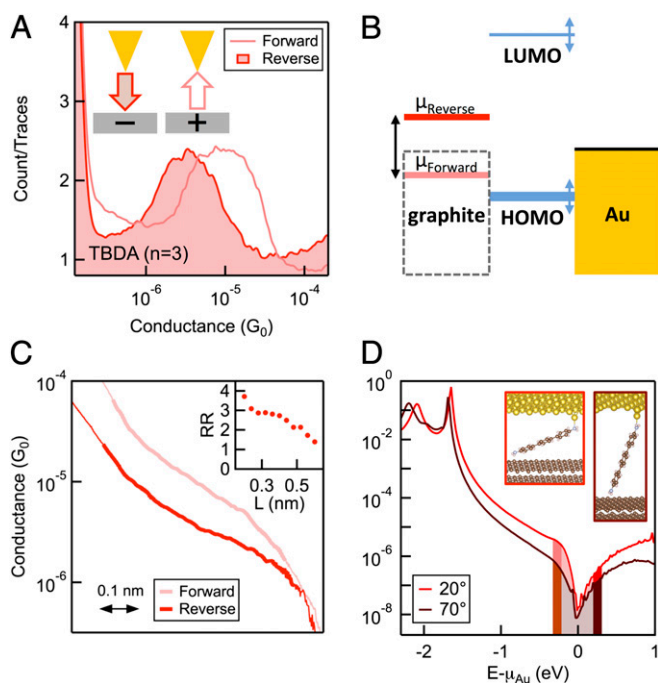 A
4
3
2
1
Count/Traces
Forward
Reverse
−
+
TBDA (n=3)
10⁻⁶
10⁻⁵
Conductance (G₀)
B
LUMO
μReverse
μForward
graphite
HOMO
Au
C
10⁻⁴
10⁻⁵
10⁻⁶
Conductance (G₀)
4
3
2
1
0
RR
0.3
0.5
L (nm)
0.1 nm
Forward
Reverse
D
10⁰
10⁻²
10⁻⁴
10⁻⁶
10⁻⁸
20°
70°
-2
-1
0
1
E-μAu (eV)